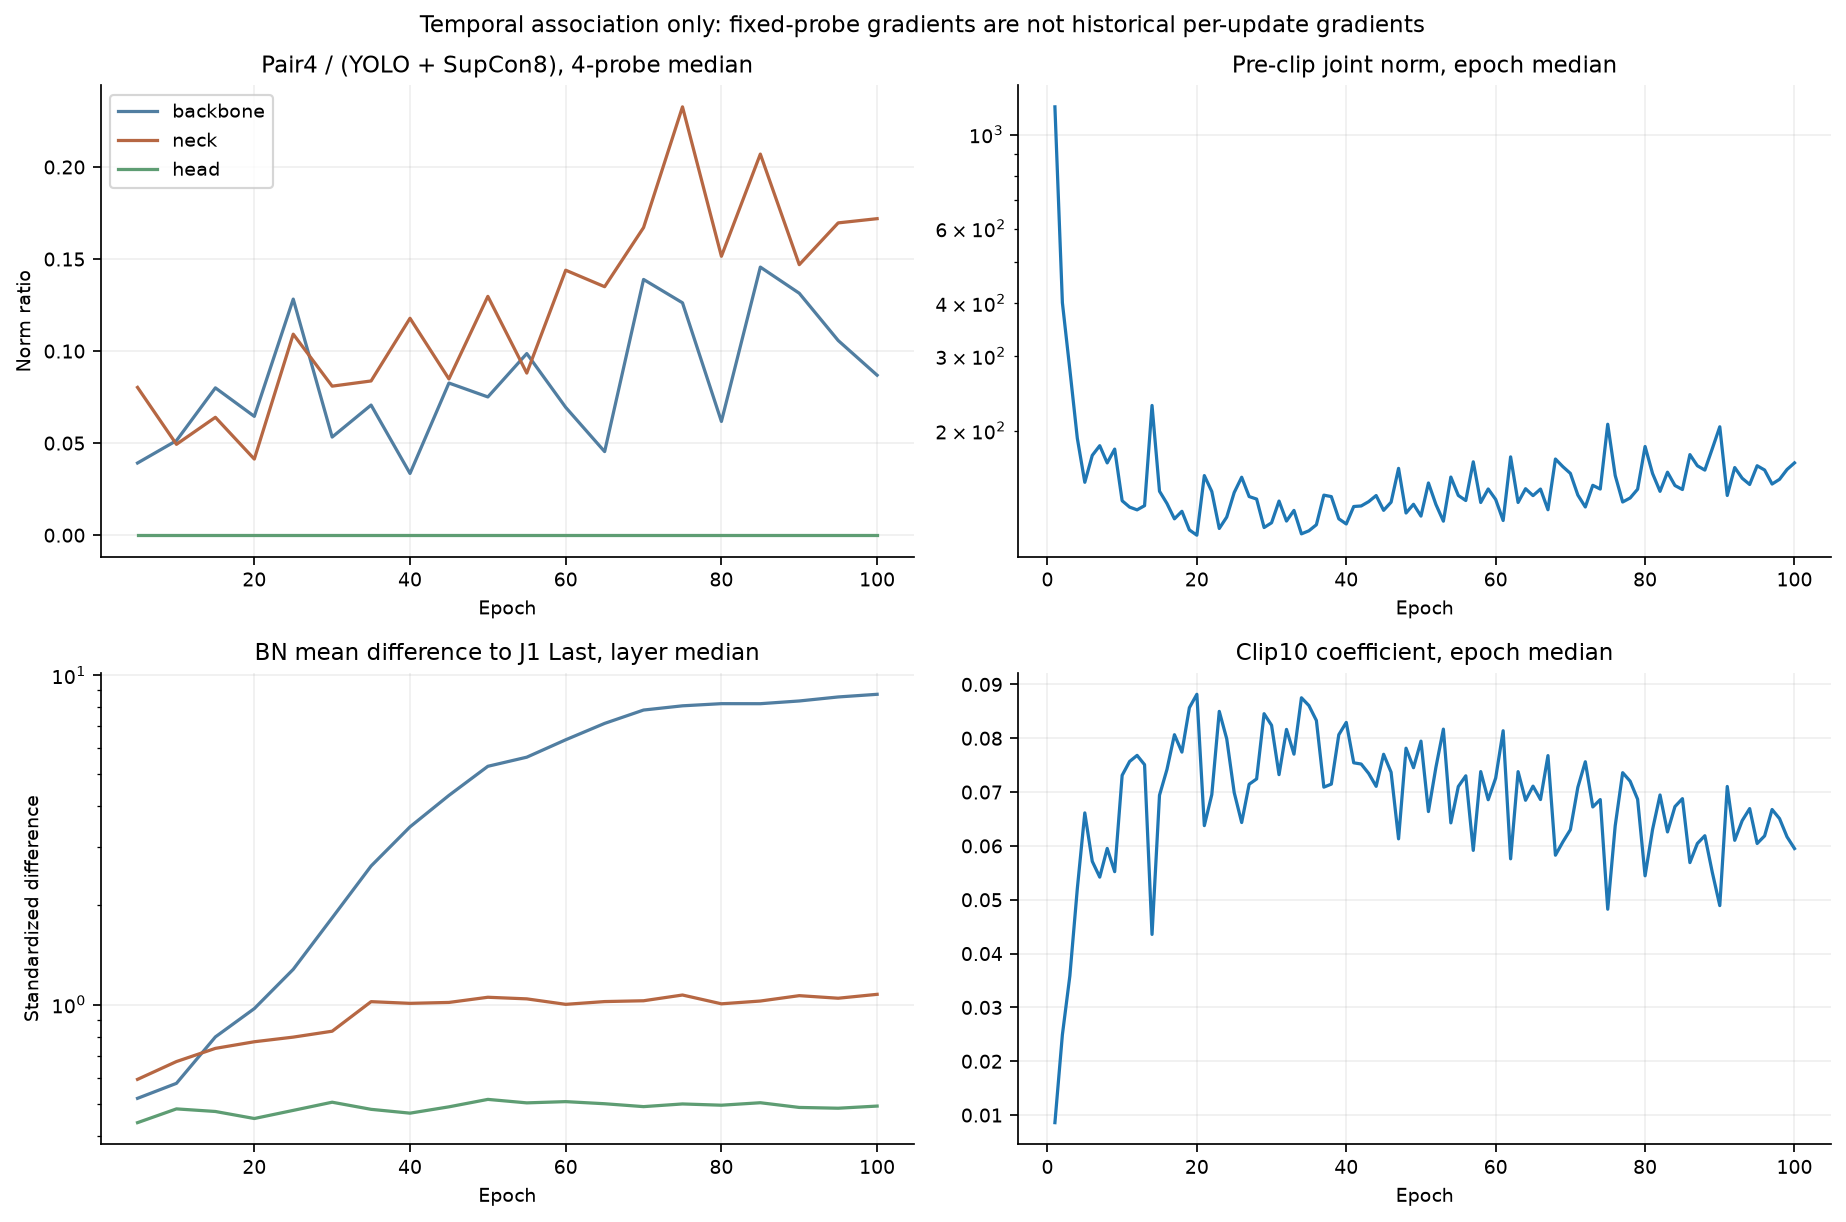 Temporal association only: fixed-probe gradients are not historical per-update gradients
Pair4 / (YOLO + SupCon8), 4-probe median
backbone
neck
head
Norm ratio
0.20
0.15
0.10
0.05
0.00
20 40 60 80 100
Epoch
Pre-clip joint norm, epoch median
10³
6 × 10²
4 × 10²
3 × 10²
2 × 10²
0 20 40 60 80 100
Epoch
BN mean difference to J1 Last, layer median
Standardized difference
10¹
10⁰
20 40 60 80 100
Epoch
Clip10 coefficient, epoch median
0.09
0.08
0.07
0.06
0.05
0.04
0.03
0.02
0.01
0 20 40 60 80 100
Epoch